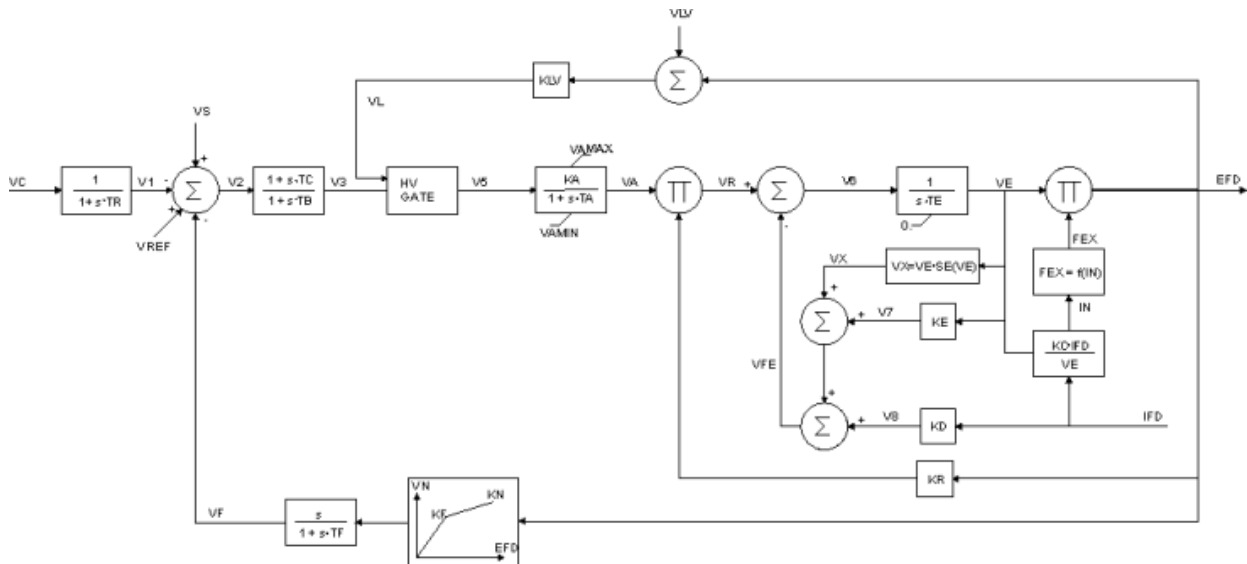 VLV
Σ
KLV
VL
VS
+
VC
1
1 + s·TR
V1
-
Σ
+
-
VREF
V2
1 + s·TC
1 + s·TB
V3
HV
GATE
V5
VAMAX
KA
1 + s·TA
VAMIN
VA
Π
VR
+
Σ
-
V6
1
s·TE
0.
VE
Π
EFD
FEX
FEX = f(IN)
IN
VX
VX=VE·SE(VE)
+
Σ
+
V7
KE
KC·IFD
VE
VFE
+
Σ
+
V8
KD
IFD
KR
VN
KN
KF
EFD
VF
s
1 + s·TF